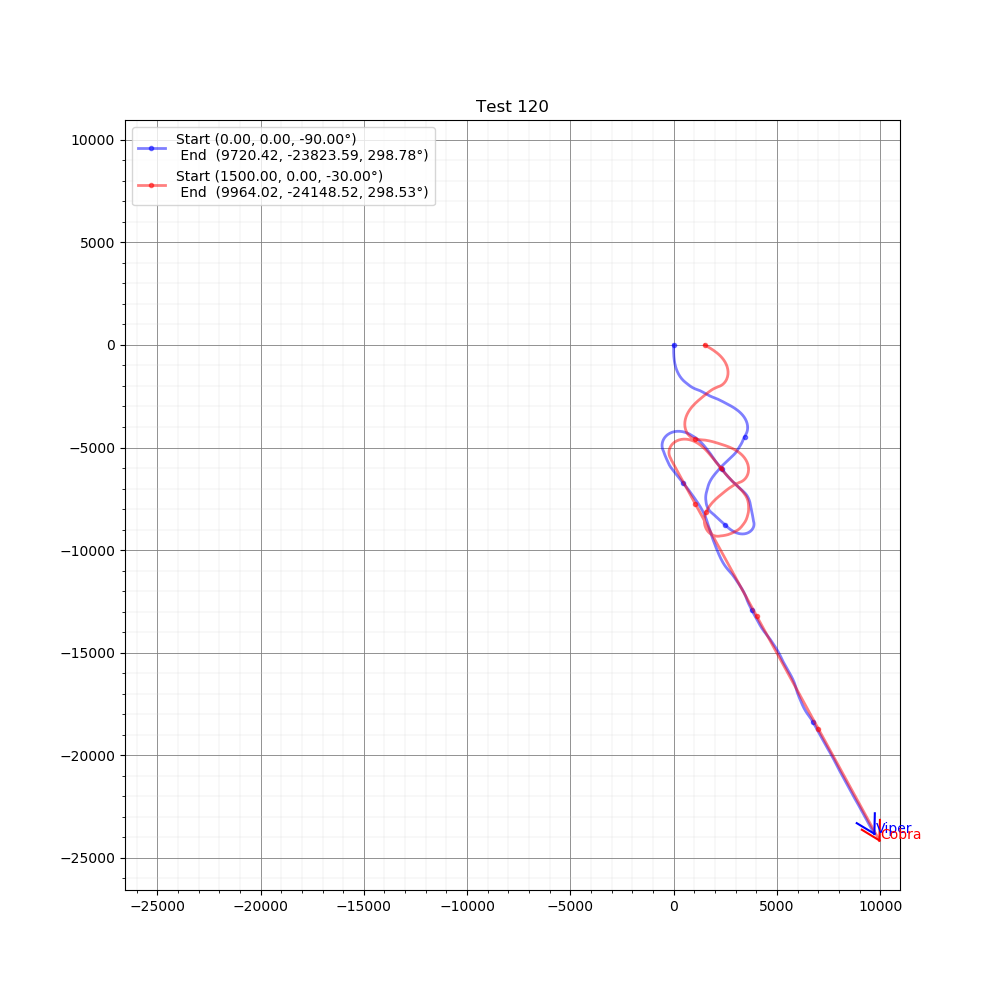 Test 120
Start (0.00, 0.00, -90.00°)
End (9720.42, -23823.59, 298.78°)
Start (1500.00, 0.00, -30.00°)
End (9964.02, -24148.52, 298.53°)
10000
5000
0
−5000
−10000
−15000
−20000
−25000
Viper
Cobra
−25000 −20000 −15000 −10000 −5000 0 5000 10000